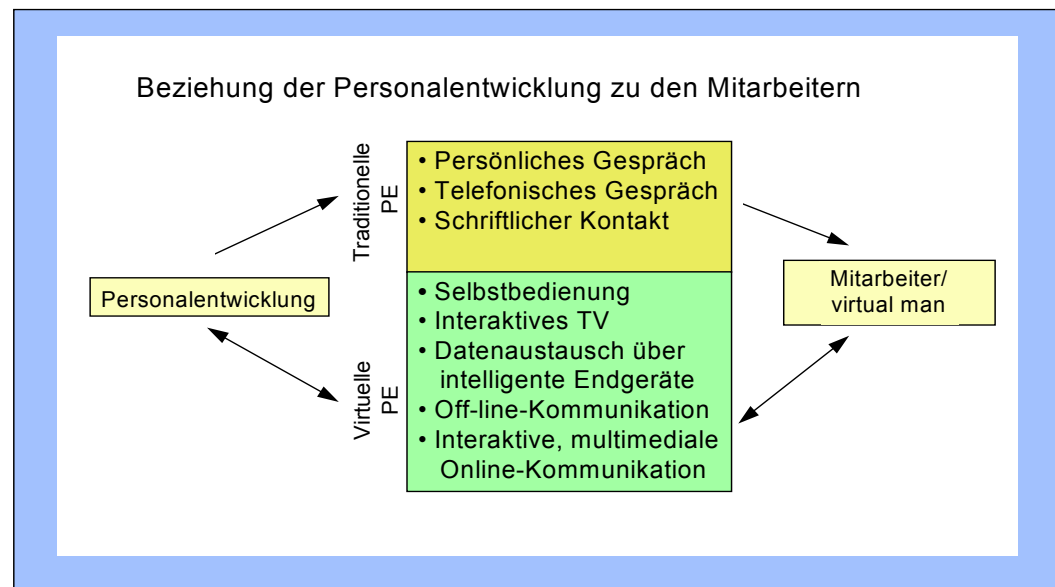 Beziehung der Personalentwicklung zu den Mitarbeitern
Traditionelle
PE
• Persönliches Gespräch
• Telefonisches Gespräch
• Schriftlicher Kontakt
Personalentwicklung
Mitarbeiter/
virtual man
Virtuelle
PE
• Selbstbedienung
• Interaktives TV
• Datenaustausch über
intelligente Endgeräte
• Off-line-Kommunikation
• Interaktive, multimediale
Online-Kommunikation